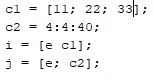 c1 = [11; 22; 33];
c2 = 4:4:40;
i = [e c1];
j = [e; c2];